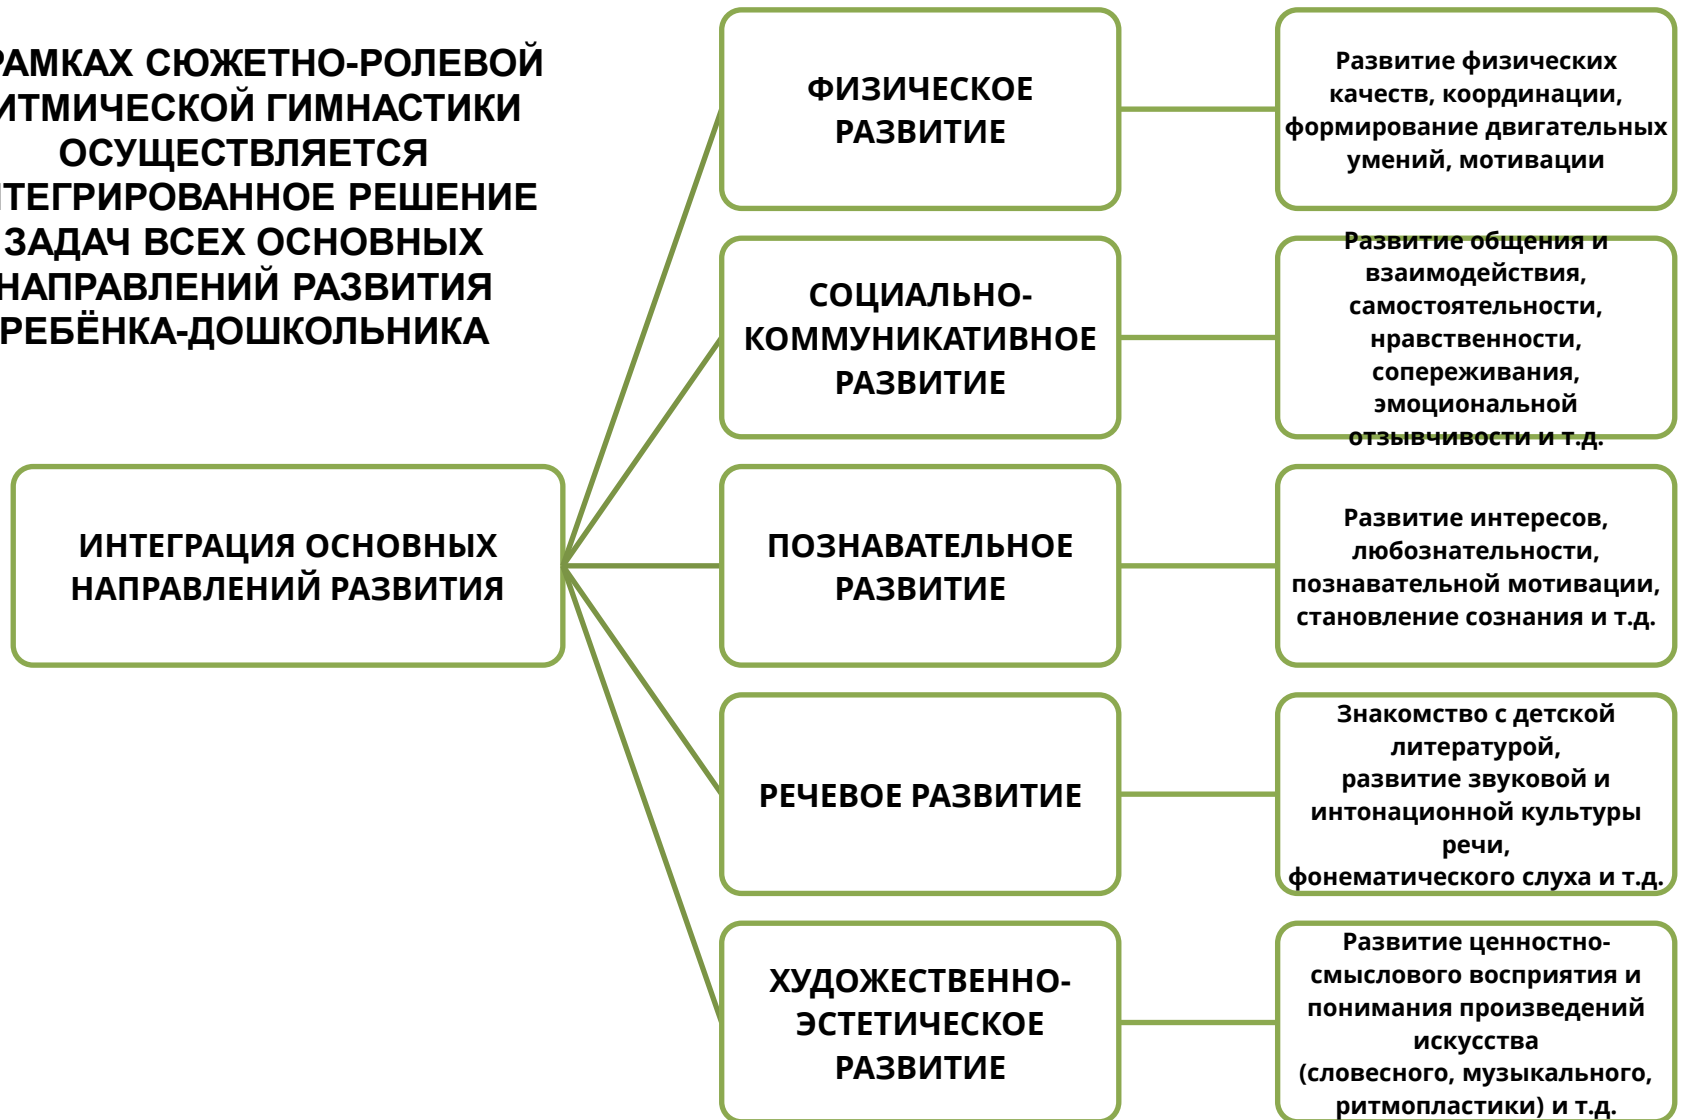 РАМКАХ СЮЖЕТНО-РОЛЕВОЙ
ИТМИЧЕСКОЙ ГИМНАСТИКИ
ОСУЩЕСТВЛЯЕТСЯ
НТЕГРИРОВАННОЕ РЕШЕНИЕ
ЗАДАЧ ВСЕХ ОСНОВНЫХ
НАПРАВЛЕНИЙ РАЗВИТИЯ
РЕБЁНКА-ДОШКОЛЬНИКА
ИНТЕГРАЦИЯ ОСНОВНЫХ
НАПРАВЛЕНИЙ РАЗВИТИЯ
ФИЗИЧЕСКОЕ
РАЗВИТИЕ
Развитие физических
качеств, координации,
формирование двигательных
умений, мотивации
СОЦИАЛЬНО-
КОММУНИКАТИВНОЕ
РАЗВИТИЕ
Развитие общения и
взаимодействия,
самостоятельности,
нравственности,
сопереживания,
эмоциональной
отзывчивости и т.д.
ПОЗНАВАТЕЛЬНОЕ
РАЗВИТИЕ
Развитие интересов,
любознательности,
познавательной мотивации,
становление сознания и т.д.
РЕЧЕВОЕ РАЗВИТИЕ
Знакомство с детской
литературой,
развитие звуковой и
интонационной культуры
речи,
фонематического слуха и т.д.
ХУДОЖЕСТВЕННО-
ЭСТЕТИЧЕСКОЕ
РАЗВИТИЕ
Развитие ценностно-
смыслового восприятия и
понимания произведений
искусства
(словесного, музыкального,
ритмопластики) и т.д.